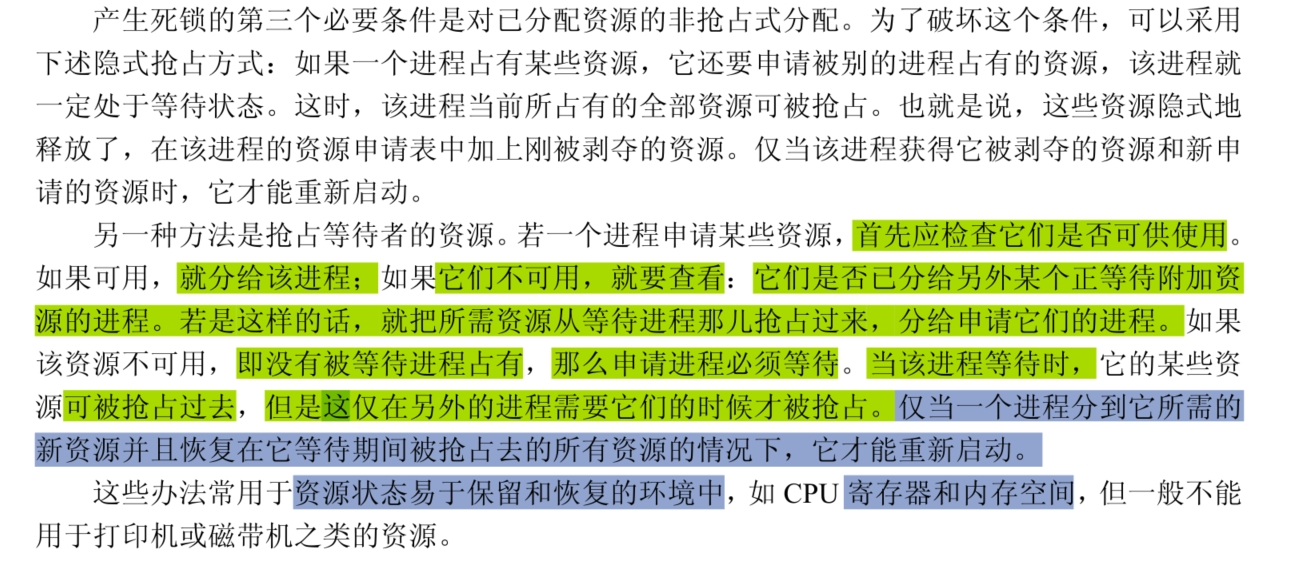 产生死锁的第三个必要条件是对已分配资源的非抢占式分配。为了破坏这个条件，可以采用
下述隐式抢占方式：如果一个进程占有某些资源，它还要申请被别的进程占有的资源，该进程就
一定处于等待状态。这时，该进程当前所占有的全部资源可被抢占。也就是说，这些资源隐式地
释放了，在该进程的资源申请表中加上刚被剥夺的资源。仅当该进程获得它被剥夺的资源和新申
请的资源时，它才能重新启动。
另一种方法是抢占等待者的资源。若一个进程申请某些资源，首先应检查它们是否可供使用。
如果可用，就分给该进程；如果它们不可用，就要查看：它们是否已分给另外某个正等待附加资
源的进程。若是这样的话，就把所需资源从等待进程那儿抢占过来，分给申请它们的进程。如果
该资源不可用，即没有被等待进程占有，那么申请进程必须等待。当该进程等待时，它的某些资
源可被抢占过去，但是这仅在另外的进程需要它们的时候才被抢占。仅当一个进程分到它所需的
新资源并且恢复在它等待期间被抢占去的所有资源的情况下，它才能重新启动。
这些办法常用于资源状态易于保留和恢复的环境中，如 CPU 寄存器和内存空间，但一般不能
用于打印机或磁带机之类的资源。